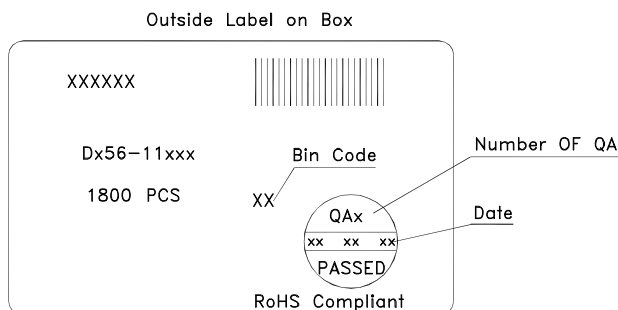 Outside Label on Box
XXXXXX
Dx56-11xxx
Bin Code
Number OF QA
1800 PCS
XX
QAx
Date
xx xx xx
PASSED
RoHS Compliant